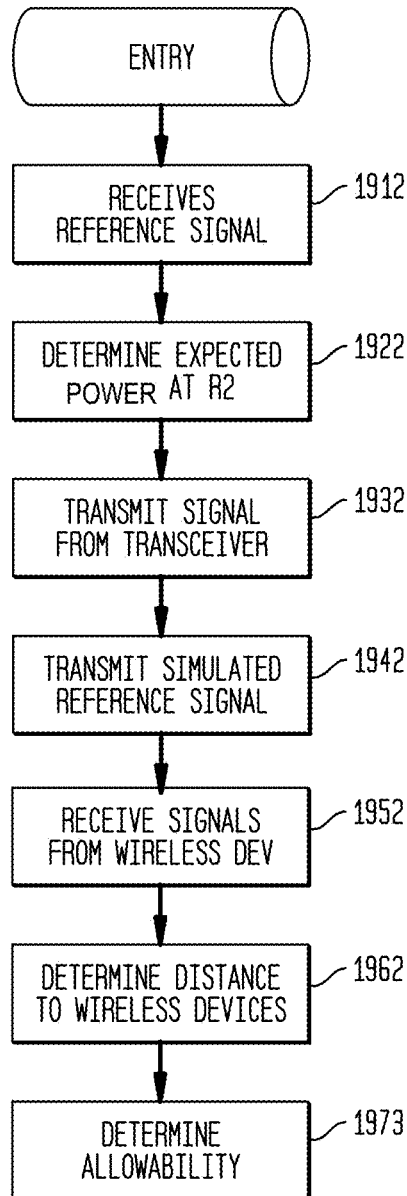 ENTRY
RECEIVES
REFERENCE SIGNAL
1912
DETERMINE EXPECTED
POWER AT R2
1922
TRANSMIT SIGNAL
FROM TRANSCEIVER
1932
TRANSMIT SIMULATED
REFERENCE SIGNAL
1942
RECEIVE SIGNALS
FROM WIRELESS DEV
1952
DETERMINE DISTANCE
TO WIRELESS DEVICES
1962
DETERMINE
ALLOWABILITY
1973